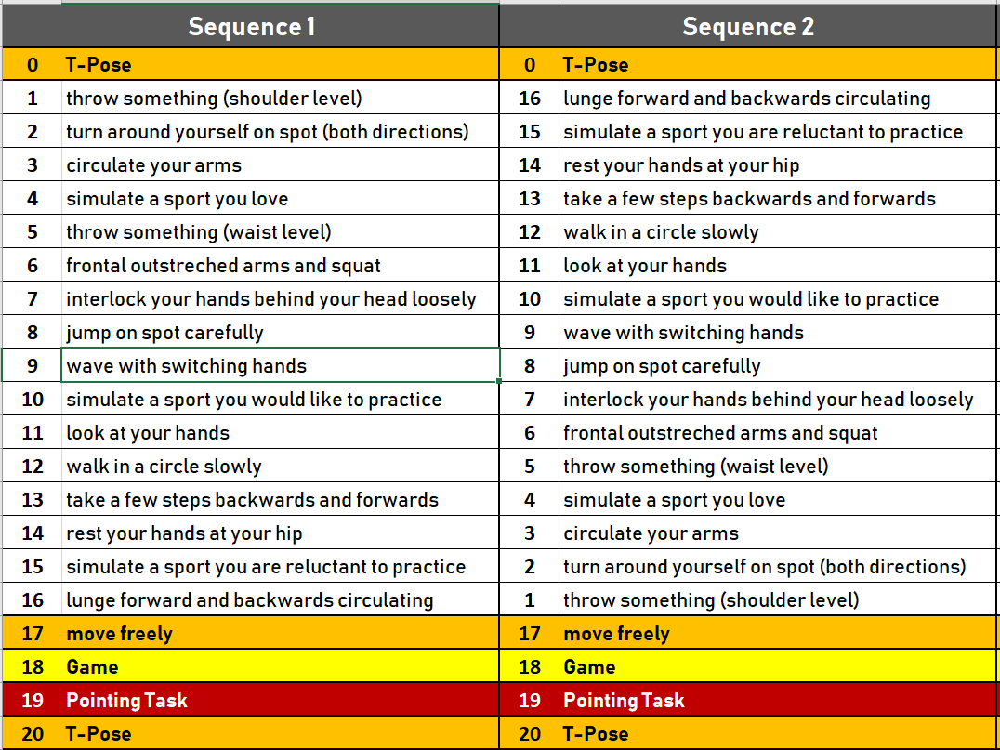 Sequence 1 Sequence 2
0 T-Pose 0 T-Pose
1 throw something (shoulder level) 16 lunge forward and backwards circulating
2 turn around yourself on spot (both directions) 15 simulate a sport you are reluctant to practice
3 circulate your arms 14 rest your hands at your hip
4 simulate a sport you love 13 take a few steps backwards and forwards
5 throw something (waist level) 12 walk in a circle slowly
6 frontal outstreched arms and squat 11 look at your hands
7 interlock your hands behind your head loosely 10 simulate a sport you would like to practice
8 jump on spot carefully 9 wave with switching hands
9 wave with switching hands 8 jump on spot carefully
10 simulate a sport you would like to practice 7 interlock your hands behind your head loosely
11 look at your hands 6 frontal outstreched arms and squat
12 walk in a circle slowly 5 throw something (waist level)
13 take a few steps backwards and forwards 4 simulate a sport you love
14 rest your hands at your hip 3 circulate your arms
15 simulate a sport you are reluctant to practice 2 turn around yourself on spot (both directions)
16 lunge forward and backwards circulating 1 throw something (shoulder level)
17 move freely 17 move freely
18 Game 18 Game
19 Pointing Task 19 Pointing Task
20 T-Pose 20 T-Pose